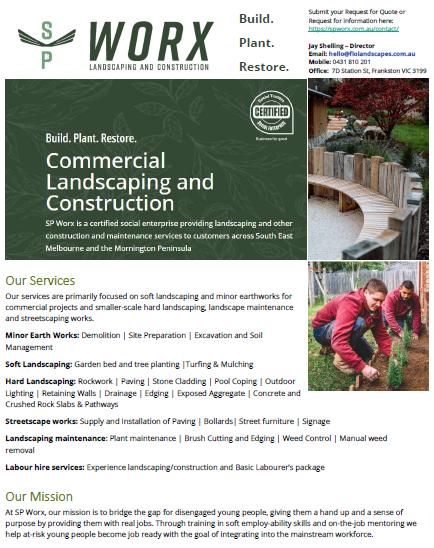 S
P
WORX
LANDSCAPING AND CONSTRUCTION
Build.
Plant.
Restore.
Submit your Request for Quote or
Request for Information here:
https://spworx.com.au/contact/
Jay Shelling – Director
Email: hello@flolandscapes.com.au
Mobile: 0431 810 201
Office: 7D Station St, Frankston VIC 3199
Social Traders
CERTIFIED
Social Enterprise
Business for good
Build. Plant. Restore.
Commercial
Landscaping and
Construction
SP Worx is a certified social enterprise providing landscaping and other
construction and maintenance services to customers across South East
Melbourne and the Mornington Peninsula
Our Services
Our services are primarily focused on soft landscaping and minor earthworks for
commercial projects and smaller-scale hard landscaping, landscape maintenance
and streetscaping works.
Minor Earth Works: Demolition | Site Preparation | Excavation and Soil
Management
Soft Landscaping: Garden bed and tree planting |Turfing & Mulching
Hard Landscaping: Rockwork | Paving | Stone Cladding | Pool Coping | Outdoor
Lighting | Retaining Walls | Drainage | Edging | Exposed Aggregate | Concrete and
Crushed Rock Slabs & Pathways
Streetscape works: Supply and Installation of Paving | Bollards| Street furniture | Signage
Landscaping maintenance: Plant maintenance | Brush Cutting and Edging | Weed Control | Manual weed
removal
Labour hire services: Experience landscaping/construction and Basic Labourer's package
Our Mission
At SP Worx, our mission is to bridge the gap for disengaged young people, giving them a hand up and a sense of
purpose by providing them with real jobs. Through training in soft employ-ability skills and on-the-job mentoring we
help at-risk young people become job ready with the goal of integrating into the mainstream workforce.